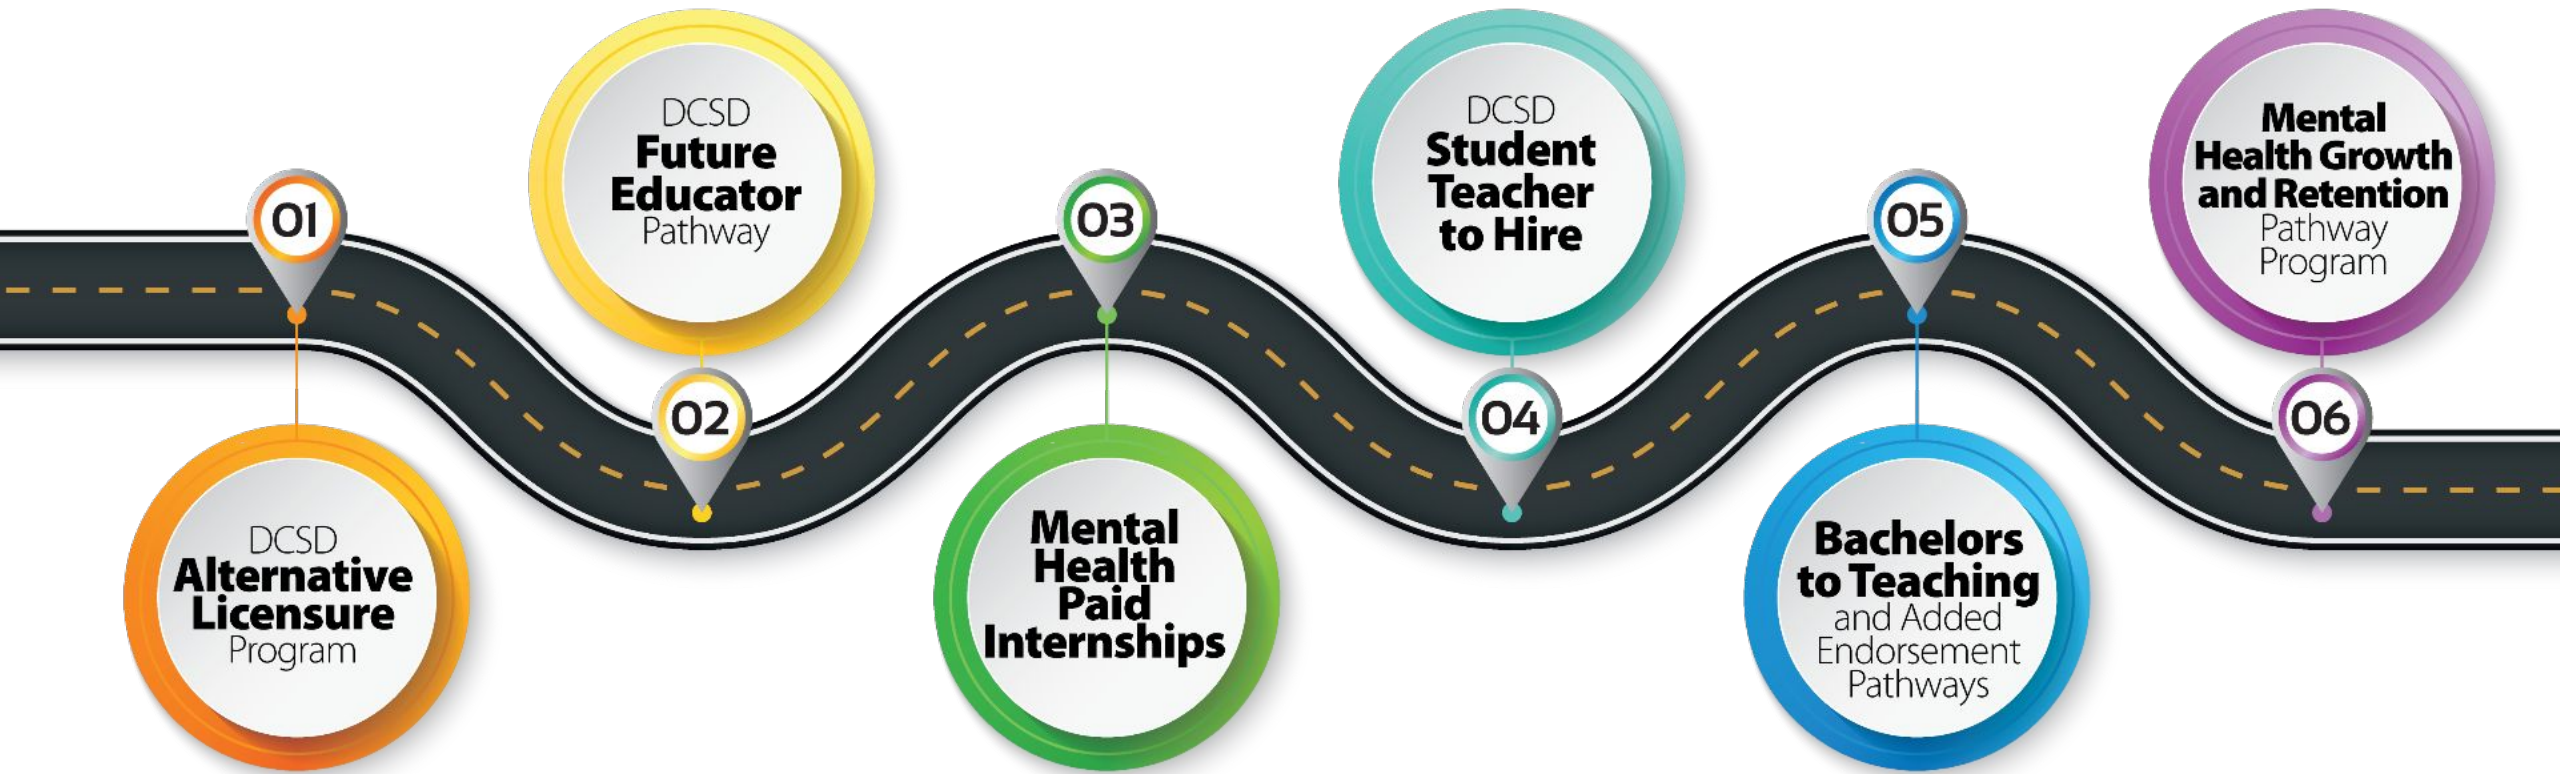 01
DCSD
Alternative
Licensure
Program
DCSD
Future
Educator
Pathway
02
03
Mental
Health
Paid
Internships
DCSD
Student
Teacher
to Hire
04
05
Bachelors
to Teaching
and Added
Endorsement
Pathways
Mental
Health Growth
and Retention
Pathway
Program
06